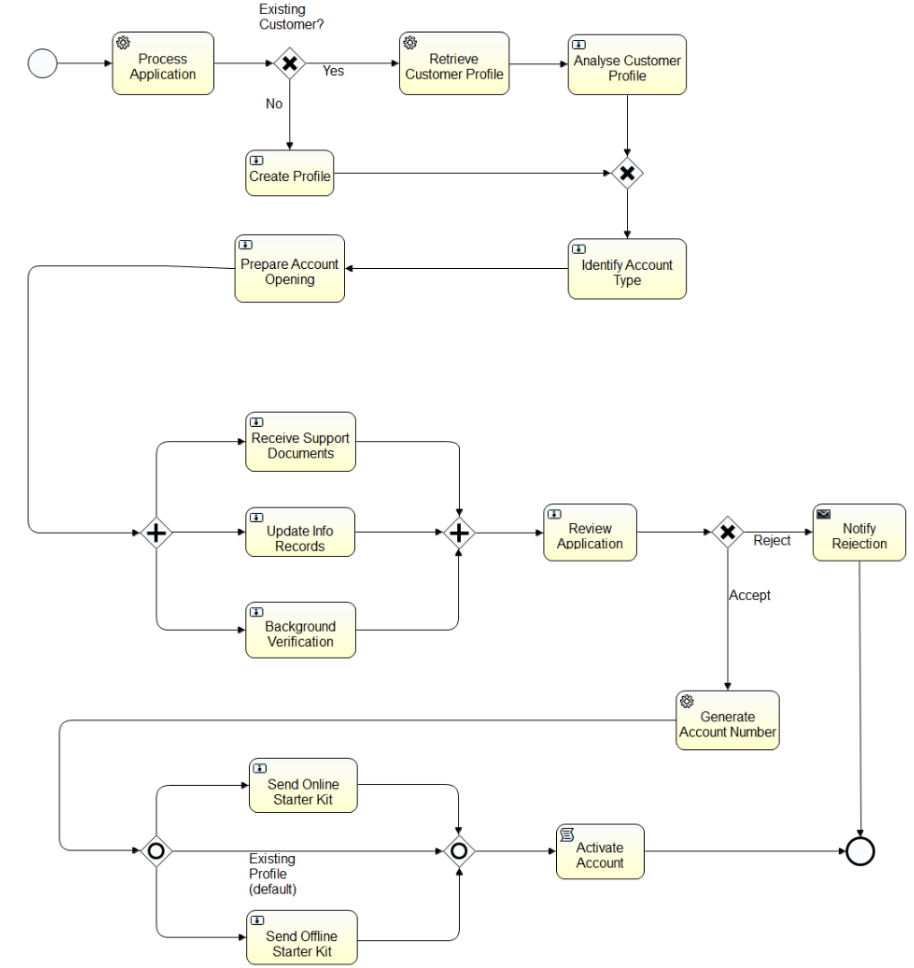 Existing
Customer?
Process
Application
Yes
Retrieve
Customer Profile
Analyse Customer
Profile
No
Create Profile
Prepare Account
Opening
Identify Account
Type
Receive Support
Documents
Update Info
Records
Background
Verification
Review
Application
Reject
Notify
Rejection
Accept
Generate
Account Number
Send Online
Starter Kit
Existing
Profile
(default)
Send Offline
Starter Kit
Activate
Account